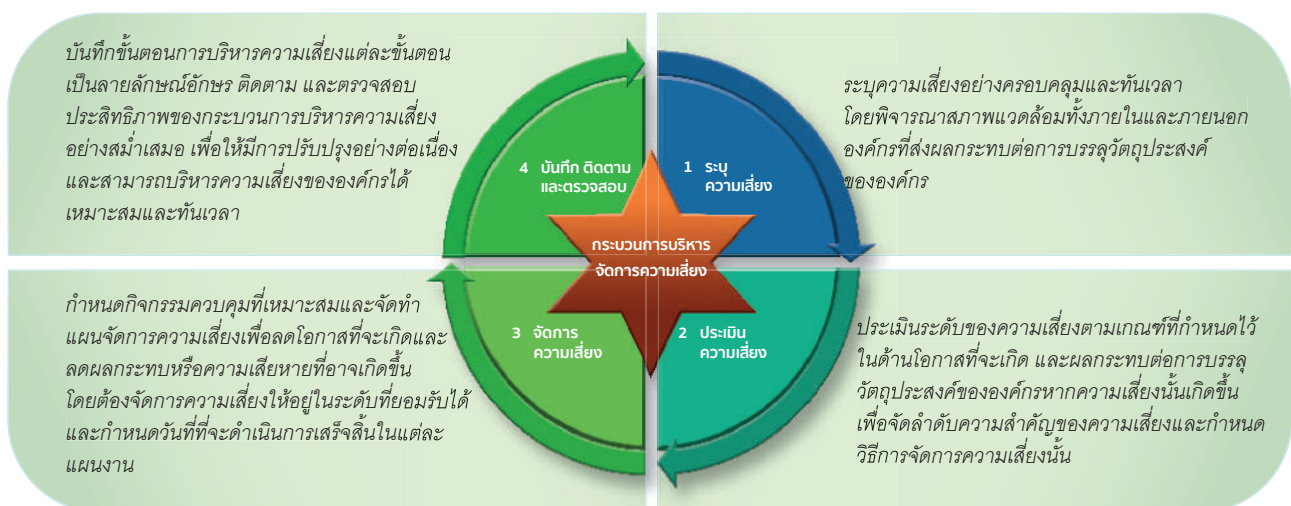 บันทึกขั้นตอนการบริหารความเสี่ยงแต่ละขั้นตอน
เป็นลายลักษณ์อักษร ติดตาม และตรวจสอบ
ประสิทธิภาพของกระบวนการบริหารความเสี่ยง
อย่างสม่ำเสมอ เพื่อให้มีการปรับปรุงอย่างต่อเนื่อง
และสามารถบริหารความเสี่ยงขององค์กรได้
เหมาะสมและทันเวลา
ระบุความเสี่ยงอย่างครอบคลุมและทันเวลา
โดยพิจารณาสภาพแวดล้อมทั้งภายในและภายนอก
องค์กรที่ส่งผลกระทบต่อการบรรลุวัตถุประสงค์
ขององค์กร
4 บันทึก ติดตาม
และตรวจสอบ
1 ระบุ
ความเสี่ยง
กระบวนการบริหาร
จัดการความเสี่ยง
3 จัดการ
ความเสี่ยง
2 ประเมิน
ความเสี่ยง
กำหนดกิจกรรมควบคุมที่เหมาะสมและจัดทำ
แผนจัดการความเสี่ยงเพื่อลดโอกาสที่จะเกิดและ
ลดผลกระทบหรือความเสียหายที่อาจเกิดขึ้น
โดยต้องจัดการความเสี่ยงให้อยู่ในระดับที่ยอมรับได้
และกำหนดวันที่ที่จะดำเนินการเสร็จสิ้นในแต่ละ
แผนงาน
ประเมินระดับของความเสี่ยงตามเกณฑ์ที่กำหนดไว้
ในด้านโอกาสที่จะเกิด และผลกระทบต่อการบรรลุ
วัตถุประสงค์ขององค์กรหากความเสี่ยงนั้นเกิดขึ้น
เพื่อจัดลำดับความสำคัญของความเสี่ยงและกำหนด
วิธีการจัดการความเสี่ยงนั้น